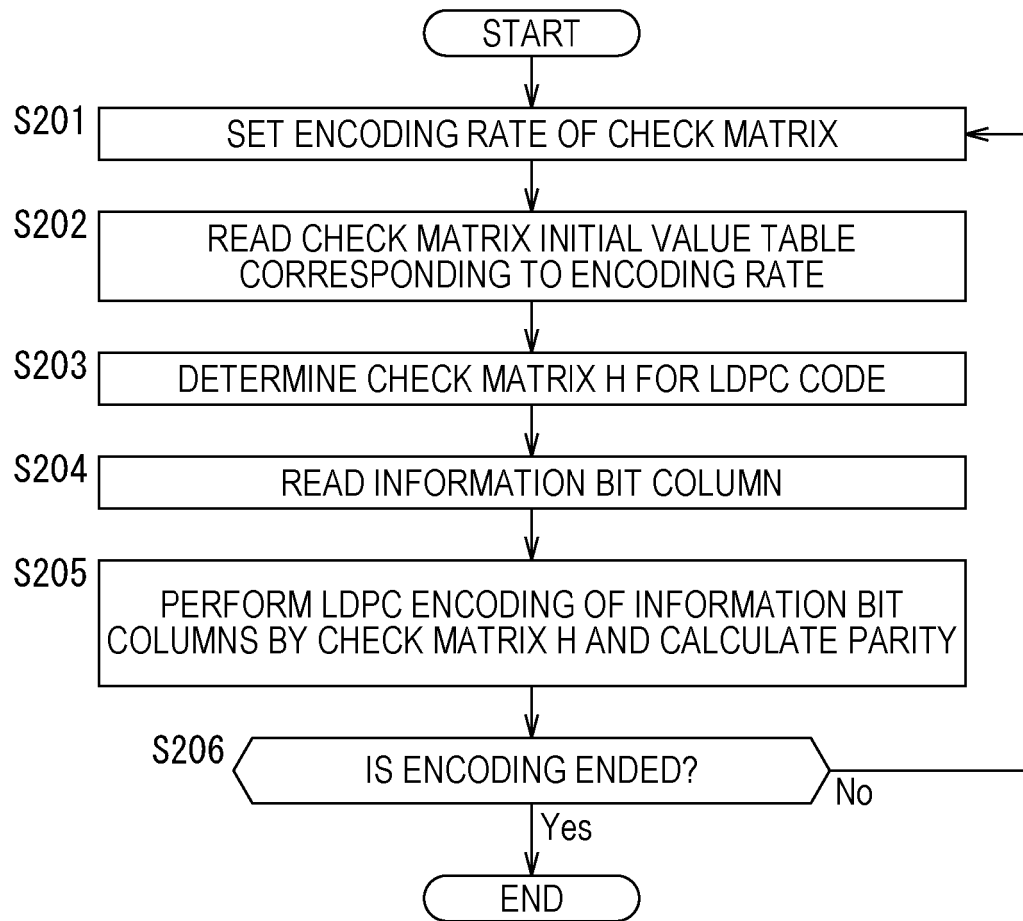 START
S201
SET ENCODING RATE OF CHECK MATRIX
S202
READ CHECK MATRIX INITIAL VALUE TABLE
CORRESPONDING TO ENCODING RATE
S203
DETERMINE CHECK MATRIX H FOR LDPC CODE
S204
READ INFORMATION BIT COLUMN
S205
PERFORM LDPC ENCODING OF INFORMATION BIT
COLUMNS BY CHECK MATRIX H AND CALCULATE PARITY
S206
IS ENCODING ENDED?
No
Yes
END